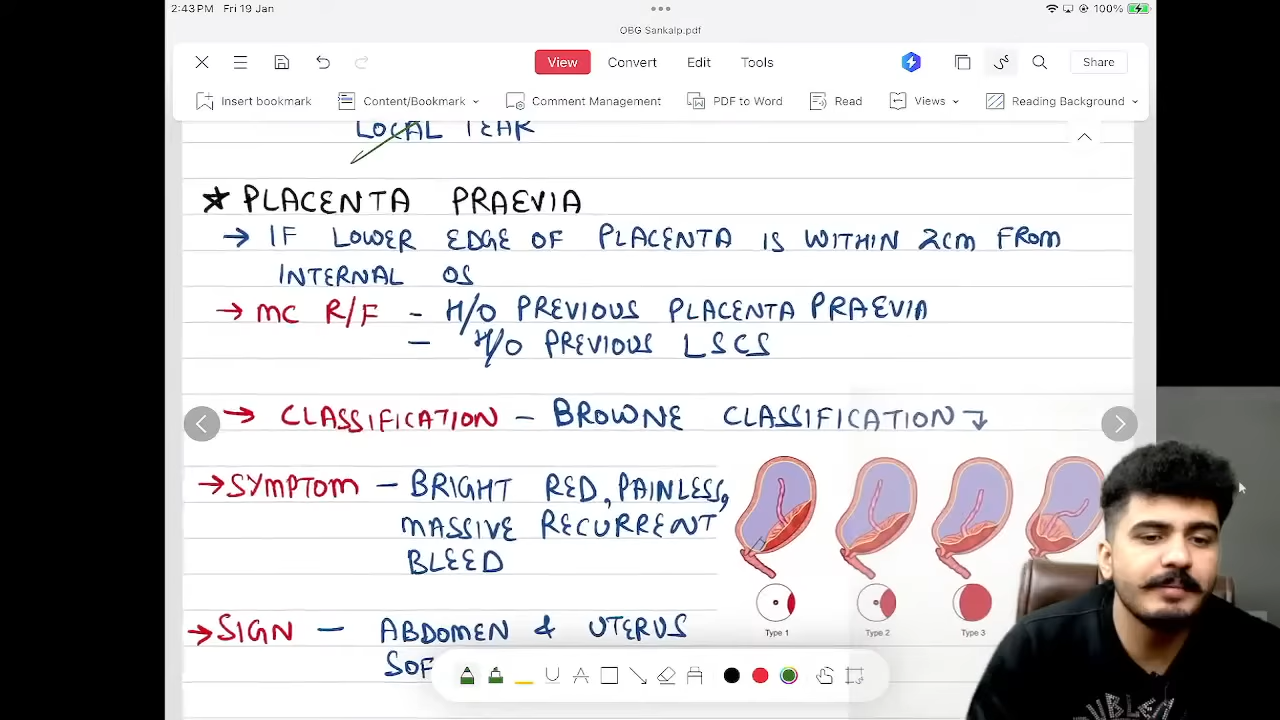 2:43 PM Fri 19 Jan
100%
OBG Sankalp.pdf
View Convert Edit Tools Share
Insert bookmark Content/Bookmark Comment Management PDF to Word Read Views Reading Background
LOCAL TEAR
PLACENTA PRAEVIA
→ IF LOWER EDGE OF PLACENTA IS WITHIN 2cm FROM
INTERNAL OS
→ MC R/F - H/O PREVIOUS PLACENTA PRAEVIA
- H/O PREVIOUS LSCS
→ CLASSIFICATION - BROWNE CLASSIFICATION
→ SYMPTOM - BRIGHT RED, PAINLESS,
MASSIVE RECURRENT
BLEED
Type 1 Type 2 Type 3
→ SIGN - ABDOMEN & UTERUS